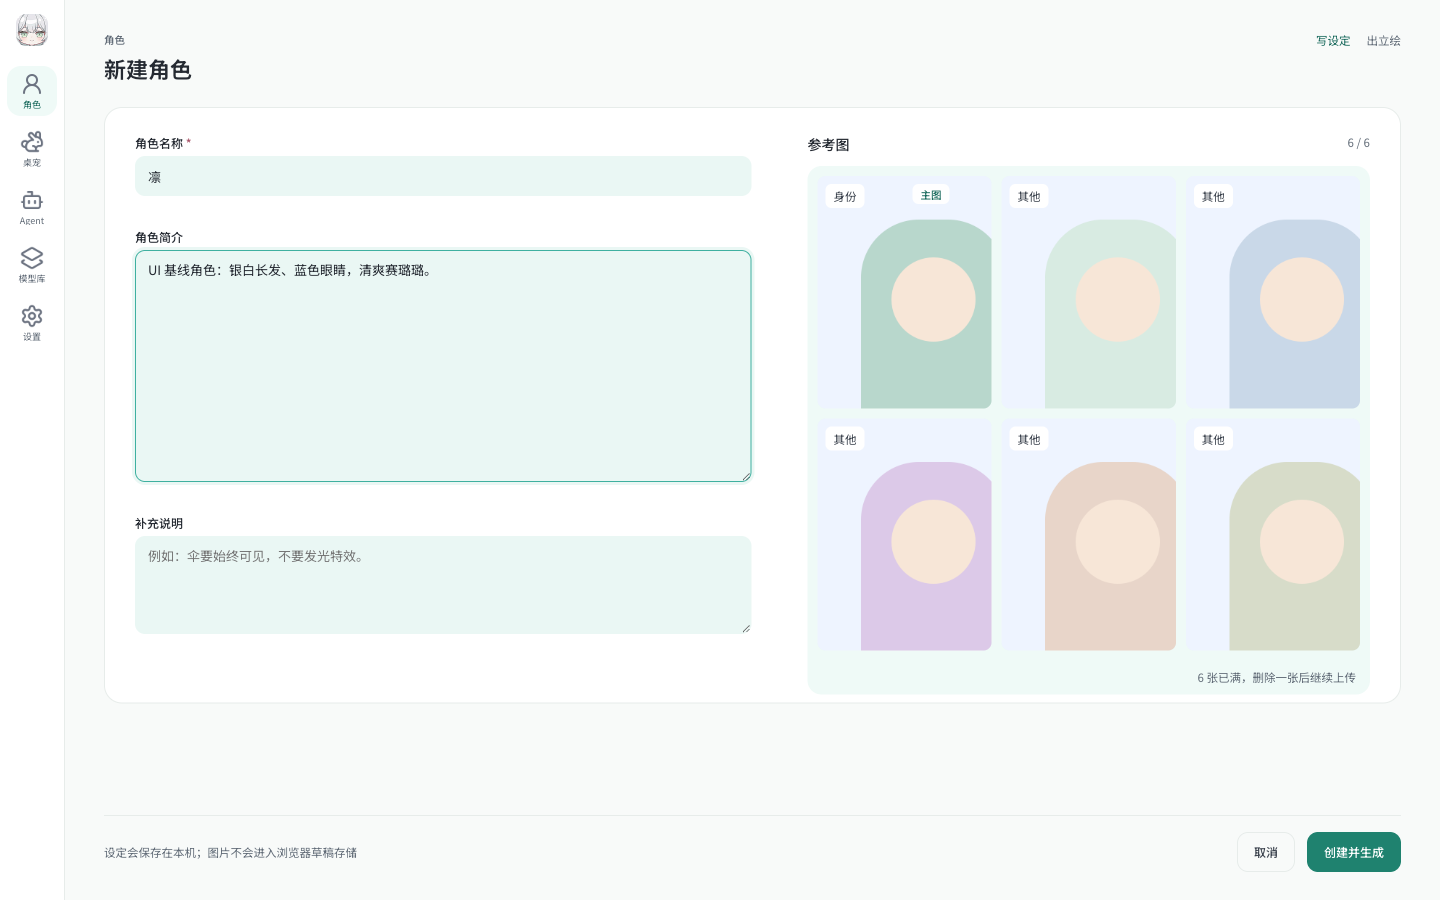 角色
桌宠
Agent
模型库
设置
角色
新建角色
写设定 出立绘
角色名称 *
凛
角色简介
UI 基线角色：银白长发、蓝色眼睛，清爽赛璐璐。
补充说明
例如：伞要始终可见，不要发光特效。
参考图 6 / 6
身份 主图 其他 其他
其他 其他 其他
6 张已满，删除一张后继续上传
设定会保存在本机；图片不会进入浏览器草稿存储
取消 创建并生成